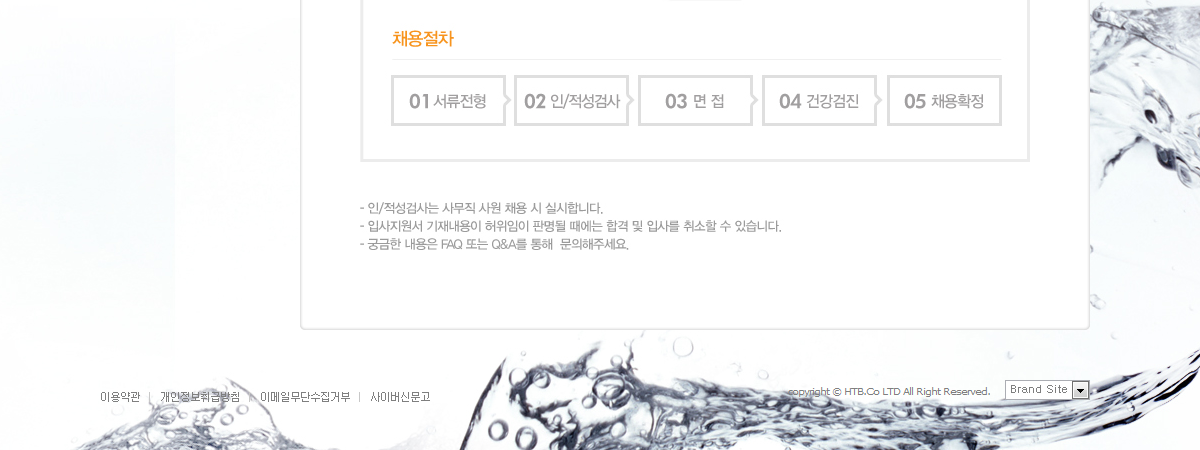 채용절차
01 서류전형
02 인/적성검사
03 면 접
04 건강검진
05 채용확정
- 인/적성검사는 사무직 사원 채용 시 실시합니다.
- 입사지원서 기재내용이 허위임이 판명될 때에는 합격 및 입사를 취소할 수 있습니다.
- 궁금한 내용은 FAQ 또는 Q&A를 통해 문의해주세요.
이용약관 | 개인정보취급방침 | 이메일무단수집거부 | 사이버신문고
copyright © HTB.Co LTD All Right Reserved.
Brand Site